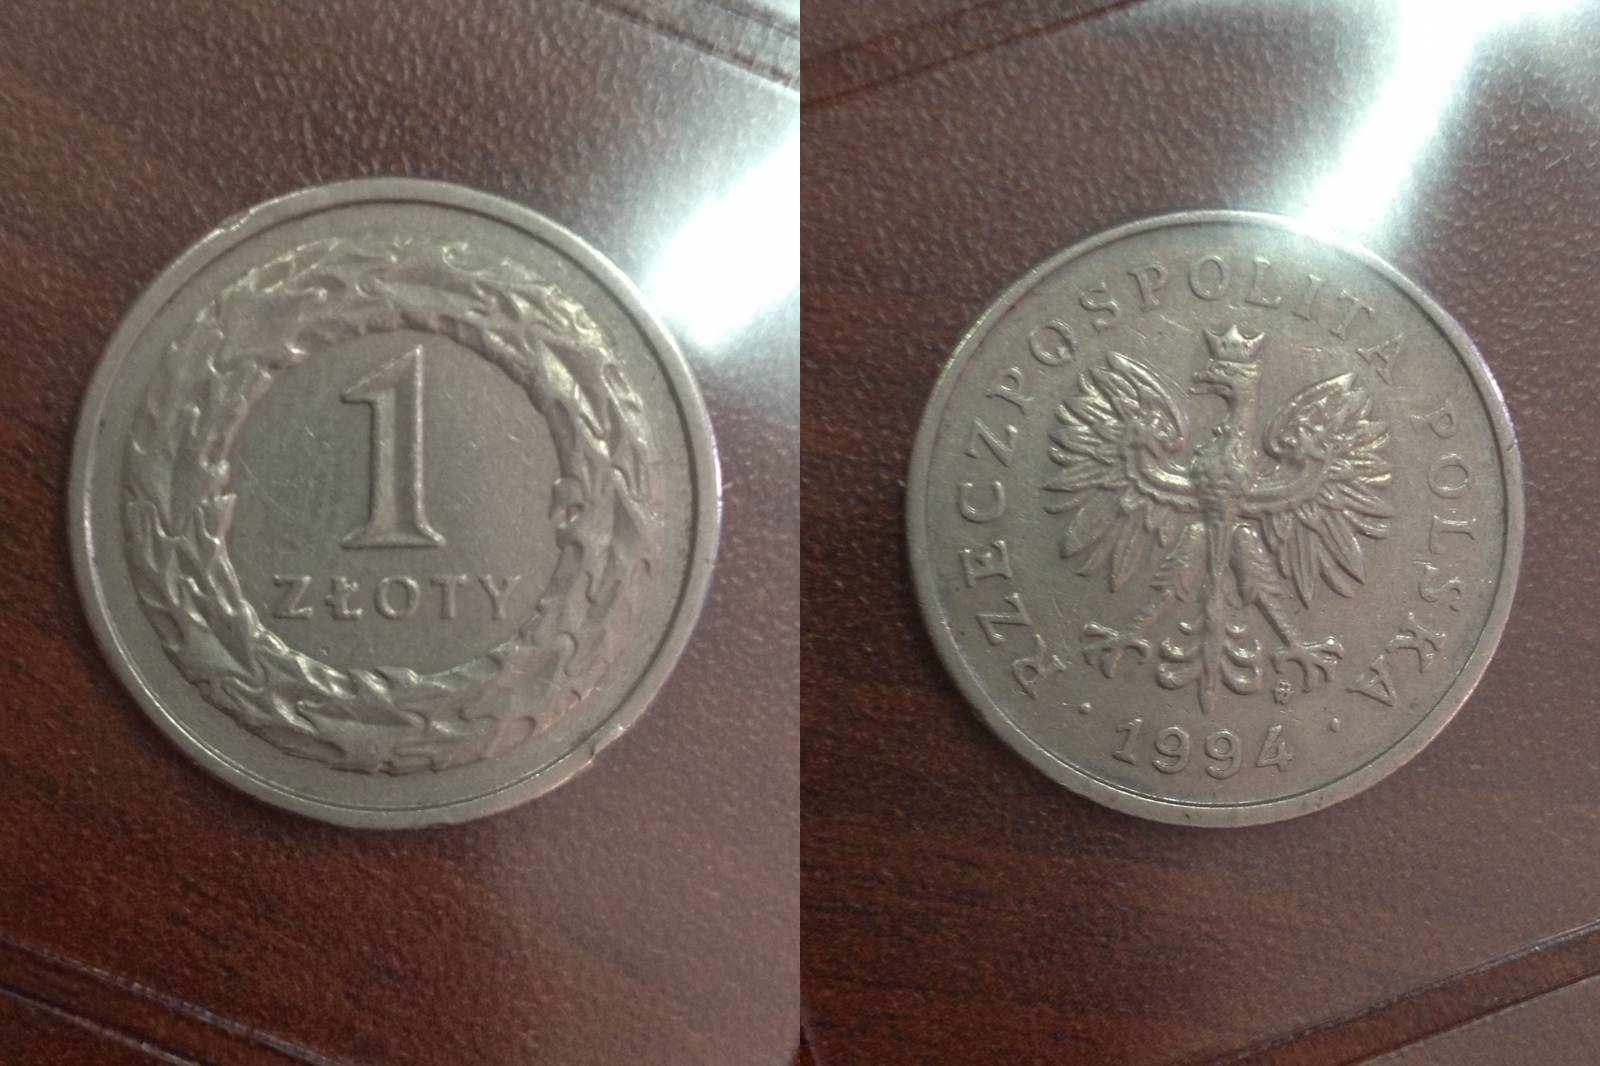 1
ZŁOTY
RZECZPOSPOLITA POLSKA
· 1994 ·